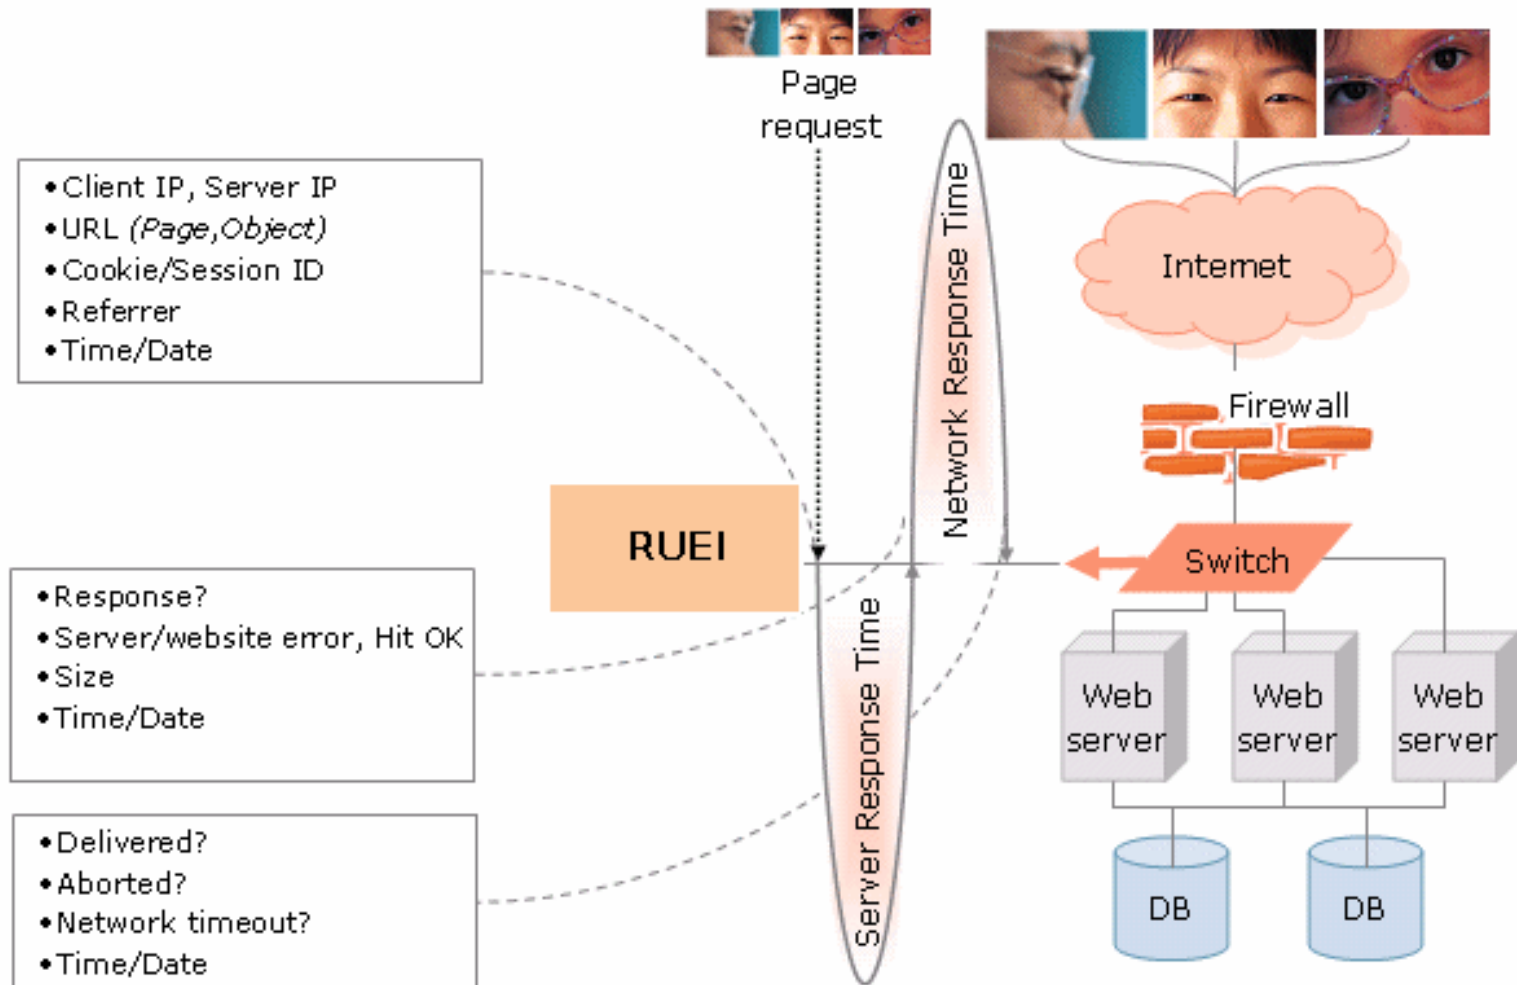 Page
request
• Client IP, Server IP
• URL (Page,Object)
• Cookie/Session ID
• Referrer
• Time/Date
RUEI
• Response?
• Server/website error, Hit OK
• Size
• Time/Date
• Delivered?
• Aborted?
• Network timeout?
• Time/Date
Server Response Time
Network Response Time
Internet
Firewall
Switch
Web
server
Web
server
Web
server
DB
DB